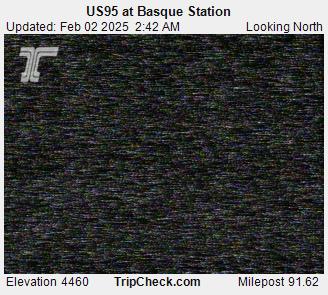 US95 at Basque Station
Updated: Feb 02 2025 2:42 AM Looking North
Elevation 4460 TripCheck.com Milepost 91.62